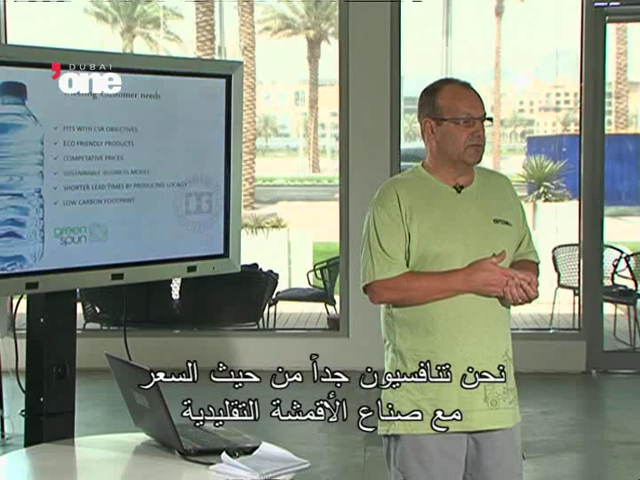 DUBAI
one
customer needs
FITS WITH CSR OBJECTIVES
ECO FRIENDLY PRODUCTS
COMPETATIVE PRICES
SUSTAINABLE BUSINESS MODEL
SHORTER LEAD TIMES BY PRODUCING LOCALLY
LOW CARBON FOOTPRINT
green
spun
نحن تنافسيون جداً من حيث السعر
مع صناع الأقمشة التقليدية